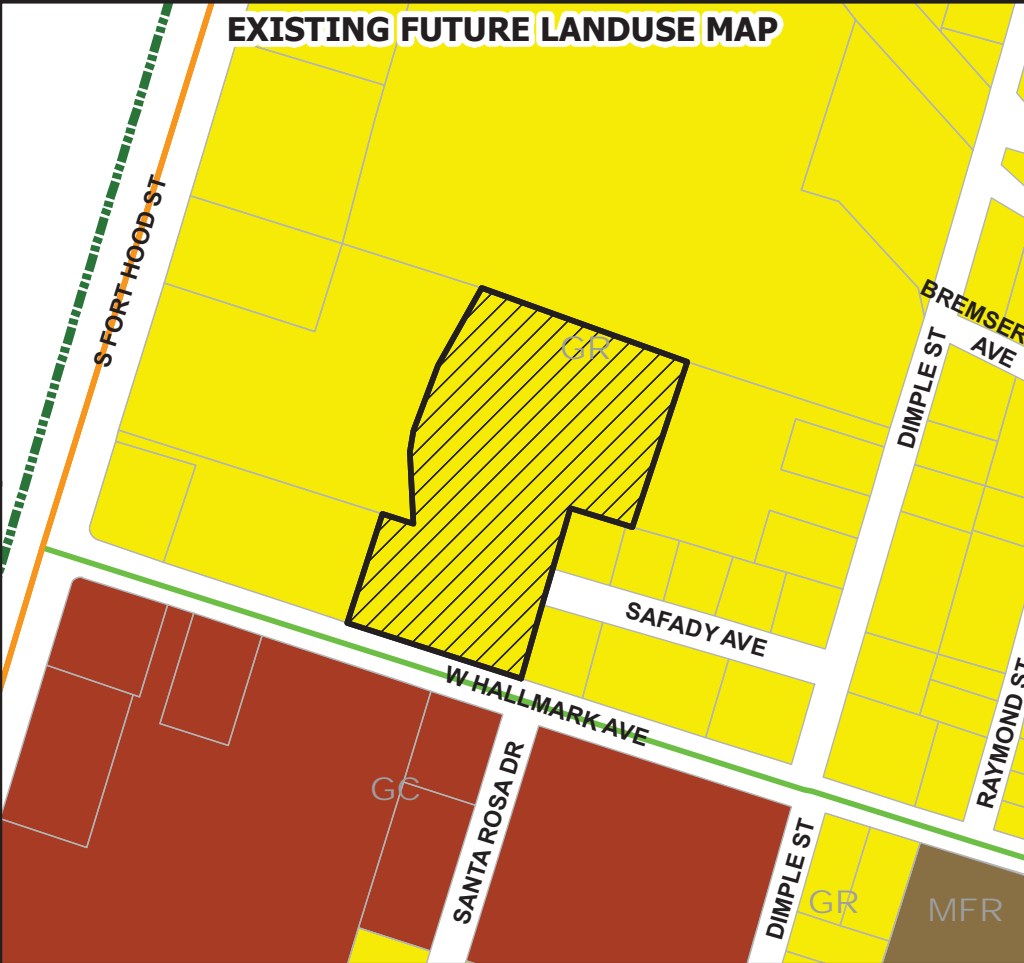 EXISTING FUTURE LANDUSE MAP
S FORT HOOD ST
BREMSER
AVE
GR
DIMPLE ST
SAFADY AVE
W HALLMARK AVE
RAYMOND ST
GC
SANTA ROSA DR
DIMPLE ST
GR
MFR